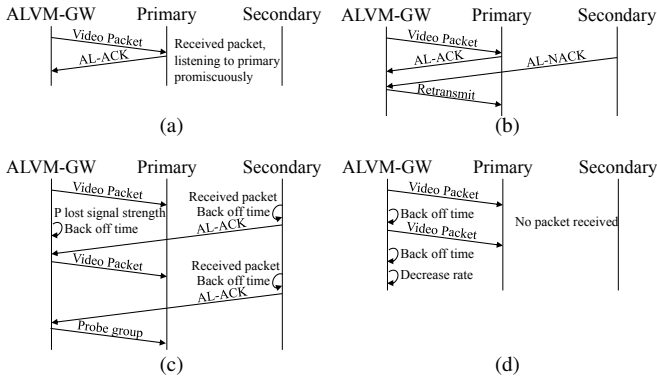 ALVM-GW Primary Secondary
Video Packet
AL-ACK
Received packet,
listening to primary
promiscuously
(a)
ALVM-GW Primary Secondary
Video Packet
AL-ACK
AL-NACK
Retransmit
(b)
ALVM-GW Primary Secondary
Video Packet
Received packet
P lost signal strength
Back off time
Back off time
AL-ACK
Video Packet
Received packet
Back off time
AL-ACK
Probe group
(c)
ALVM-GW Primary Secondary
Video Packet
Back off time
No packet received
Video Packet
Back off time
Decrease rate
(d)